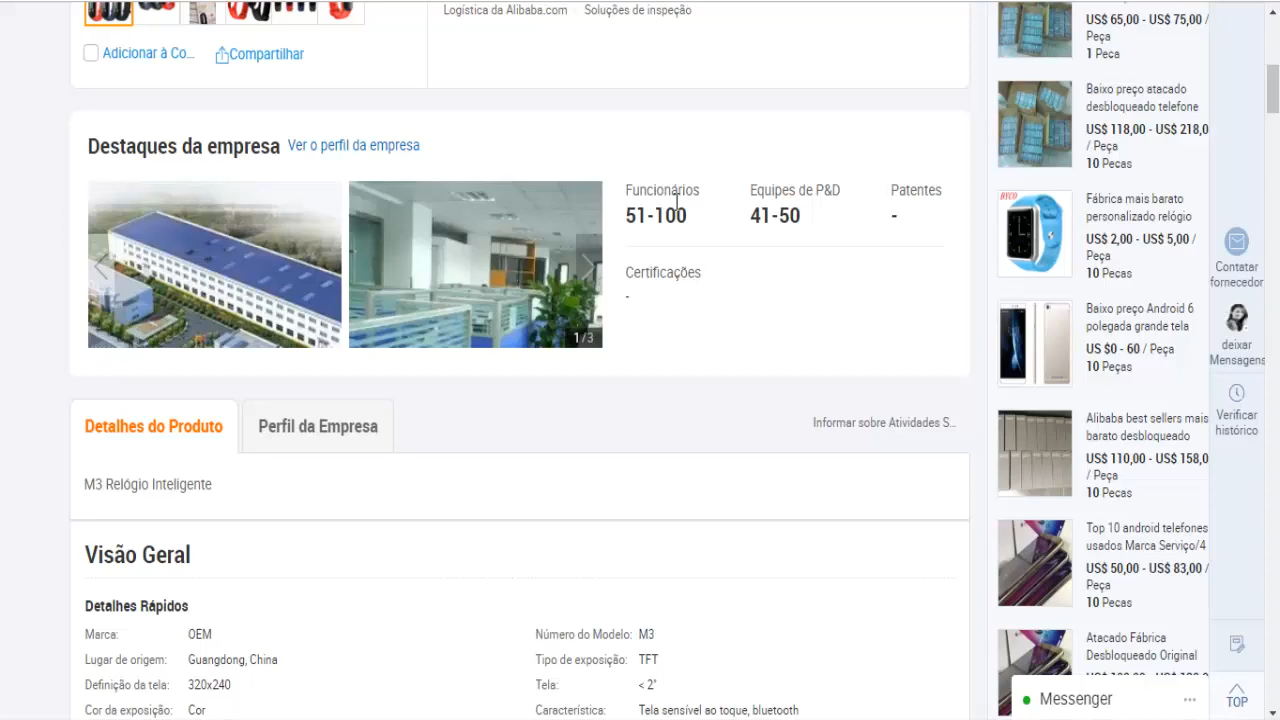 Logística da Alibaba.com Soluções de inspeção
Adicionar à Co... Compartilhar
Destaques da empresa Ver o perfil da empresa
Funcionários Equipes de P&D Patentes
51-100 41-50 -
Certificações
-
1/3
Detalhes do Produto Perfil da Empresa
Informar sobre Atividades S...
M3 Relógio Inteligente
Visão Geral
Detalhes Rápidos
Marca: OEM Número do Modelo: M3
Lugar de origem: Guangdong, China Tipo de exposição: TFT
Definição da tela: 320x240 Tela: < 2"
Cor da exposição: Cor Característica: Tela sensível ao toque, bluetooth
US$ 65,00 - US$ 75,00 /
Peça
1 Peca
Baixo preço atacado
desbloqueado telefone
US$ 118,00 - US$ 218,0
/ Peça
10 Pecas
RYCO
Fábrica mais barato
personalizado relógio
US$ 2,00 - US$ 5,00 /
Peça
10 Pecas
Baixo preço Android 6
polegada grande tela
US $0 - 60 / Peça
10 Peças
Alibaba best sellers mais
barato desbloqueado
US$ 110,00 - US$ 158,0
/ Peça
10 Pecas
Top 10 android telefones
usados Marca Serviço/4
US$ 50,00 - US$ 83,00 /
Peça
10 Pecas
Atacado Fábrica
Desbloqueado Original
Contatar
fornecedor
deixar
Mensagens
Verificar
histórico
Messenger ...
TOP